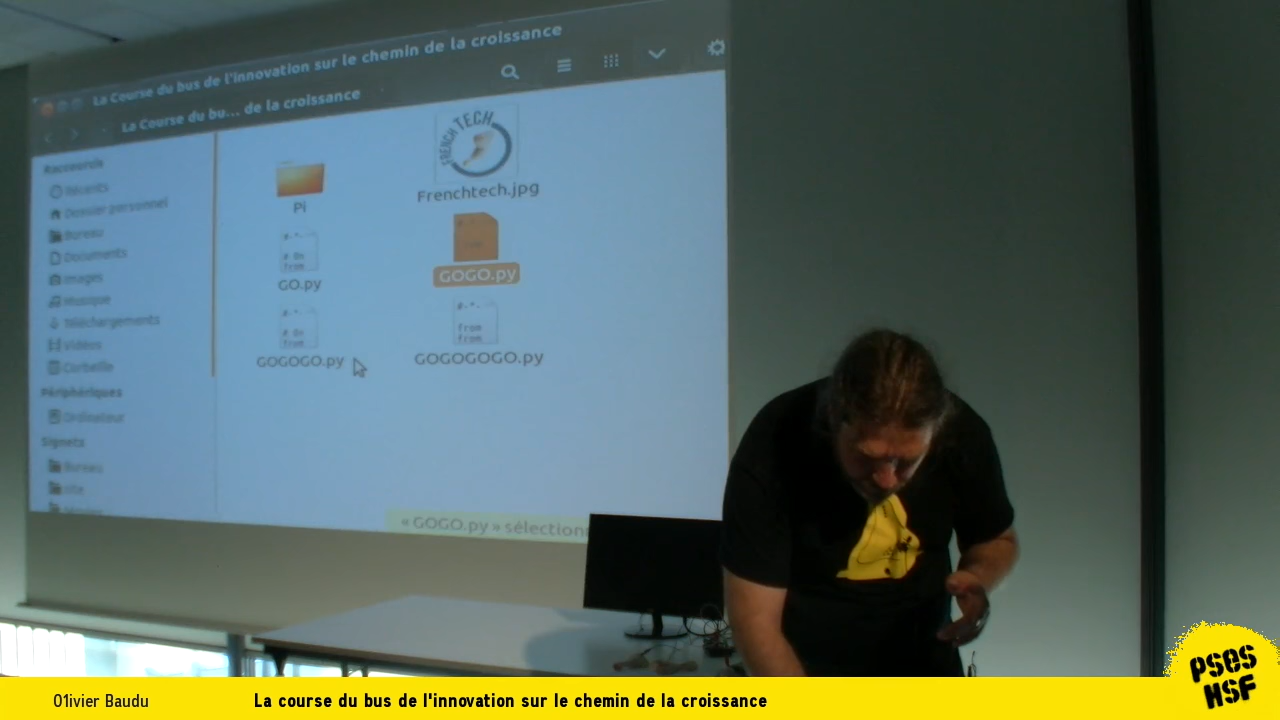 La Course du bus de l'innovation sur le chemin de la croissance
La Course du bu... de la croissance
Raccourcis
Récents
Dossier personnel
Bureau
Documents
Images
Musique
Téléchargements
Vidéos
Corbeille
Périphériques
Ordinateur
Signets
Bureau
FRENCH TECH
Pi
Frenchtech.jpg
GO.py
GOGO.py
GOGOGO.py
GOGOGOGO.py
« GOGO.py » sélectionn
O1ivier Baudu
La course du bus de l'innovation sur le chemin de la croissance
PSES
HSF